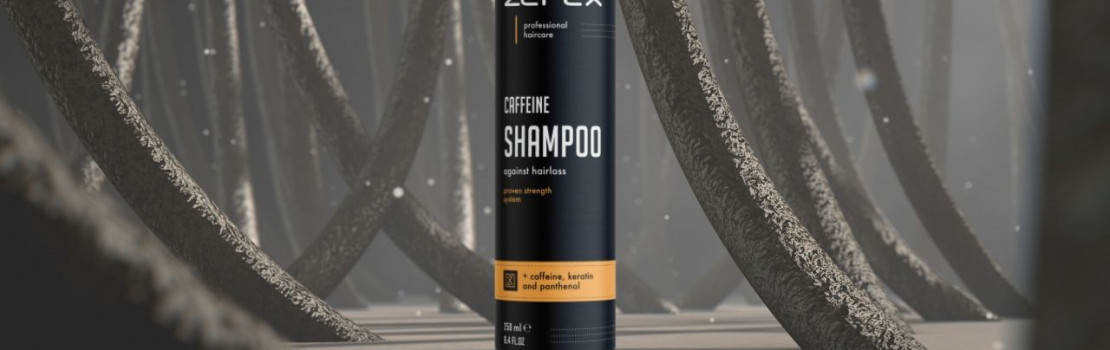 professional
haircare
CAFFEINE
SHAMPOO
against hairloss
proven strength
system
+ caffeine, keratin
and panthenol
250 ml ℮
8.4 FL.OZ